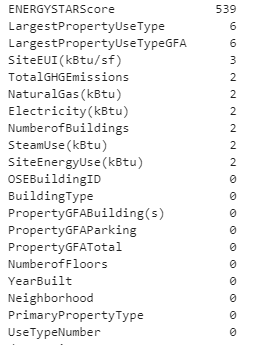 ENERGYSTARScore 539
LargestPropertyUseType 6
LargestPropertyUseTypeGFA 6
SiteEUI(kBtu/sf) 3
TotalGHGEmissions 2
NaturalGas(kBtu) 2
Electricity(kBtu) 2
NumberofBuildings 2
SteamUse(kBtu) 2
SiteEnergyUse(kBtu) 2
OSEBuildingID 0
BuildingType 0
PropertyGFABuilding(s) 0
PropertyGFAParking 0
PropertyGFATotal 0
NumberofFloors 0
YearBuilt 0
Neighborhood 0
PrimaryPropertyType 0
UseTypeNumber 0